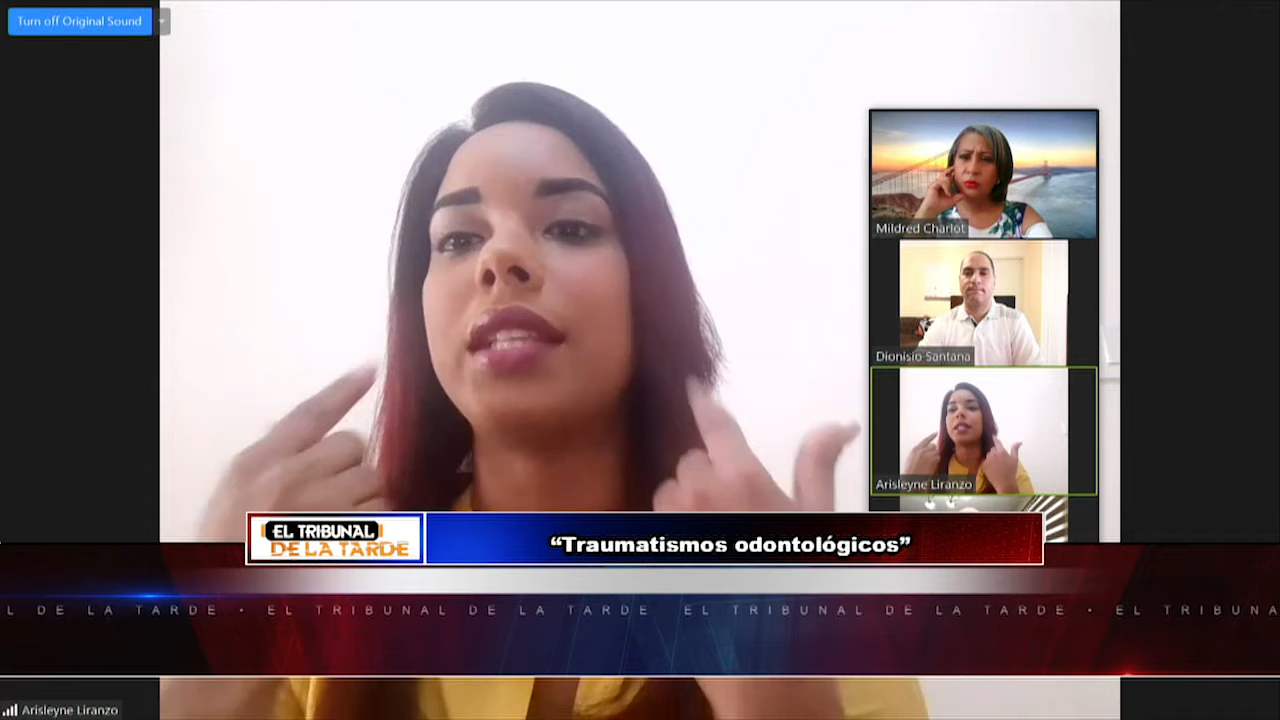 Turn off Original Sound
Mildred Charlot
Dionisio Santana
Arisleyne Liranzo
EL TRIBUNAL
DE LA TARDE
“Traumatismos odontológicos”
L DE LA TARDE • EL TRIBUNAL DE LA TARDE EL TRIBUNAL DE LA TARDE • EL TRIBUNA
Arisleyne Liranzo